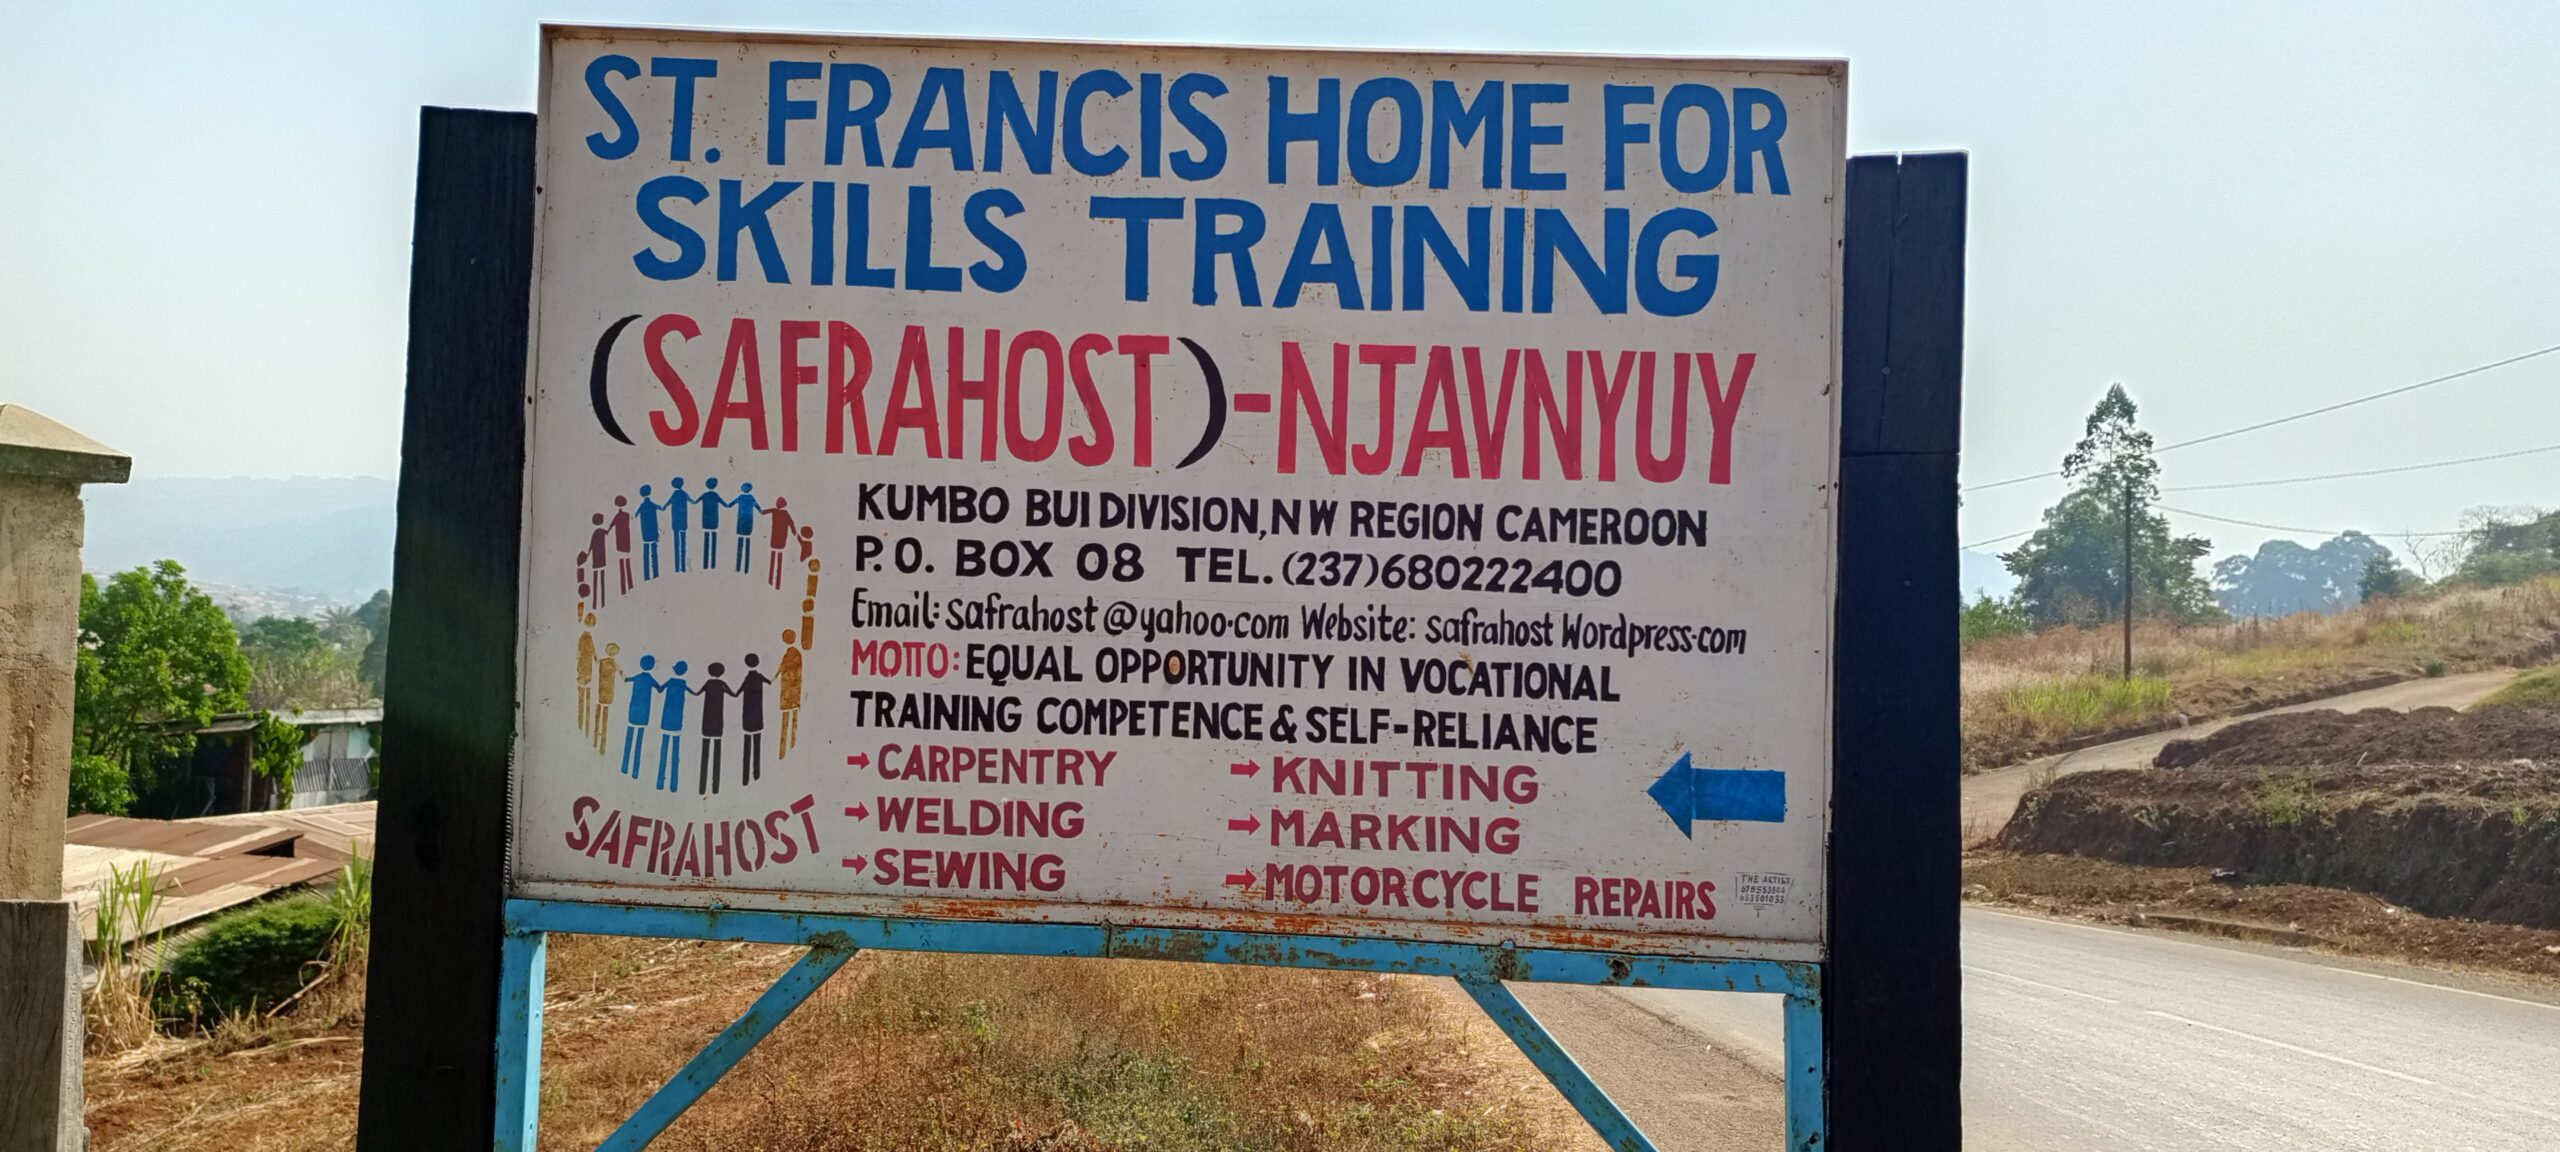 ST. FRANCIS HOME FOR
SKILLS TRAINING
(SAFRAHOST)-NJAVNYUY
KUMBO BUI DIVISION, NW REGION CAMEROON
P.O. BOX 08 TEL. (237)680222400
Email: safrahost@yahoo.com Website: safrahost Wordpress.com
MOTTO: EQUAL OPPORTUNITY IN VOCATIONAL
TRAINING COMPETENCE & SELF-RELIANCE
→CARPENTRY →KNITTING
→WELDING →MARKING
→SEWING →MOTORCYCLE REPAIRS
SAFRAHOST
THE ARTIST